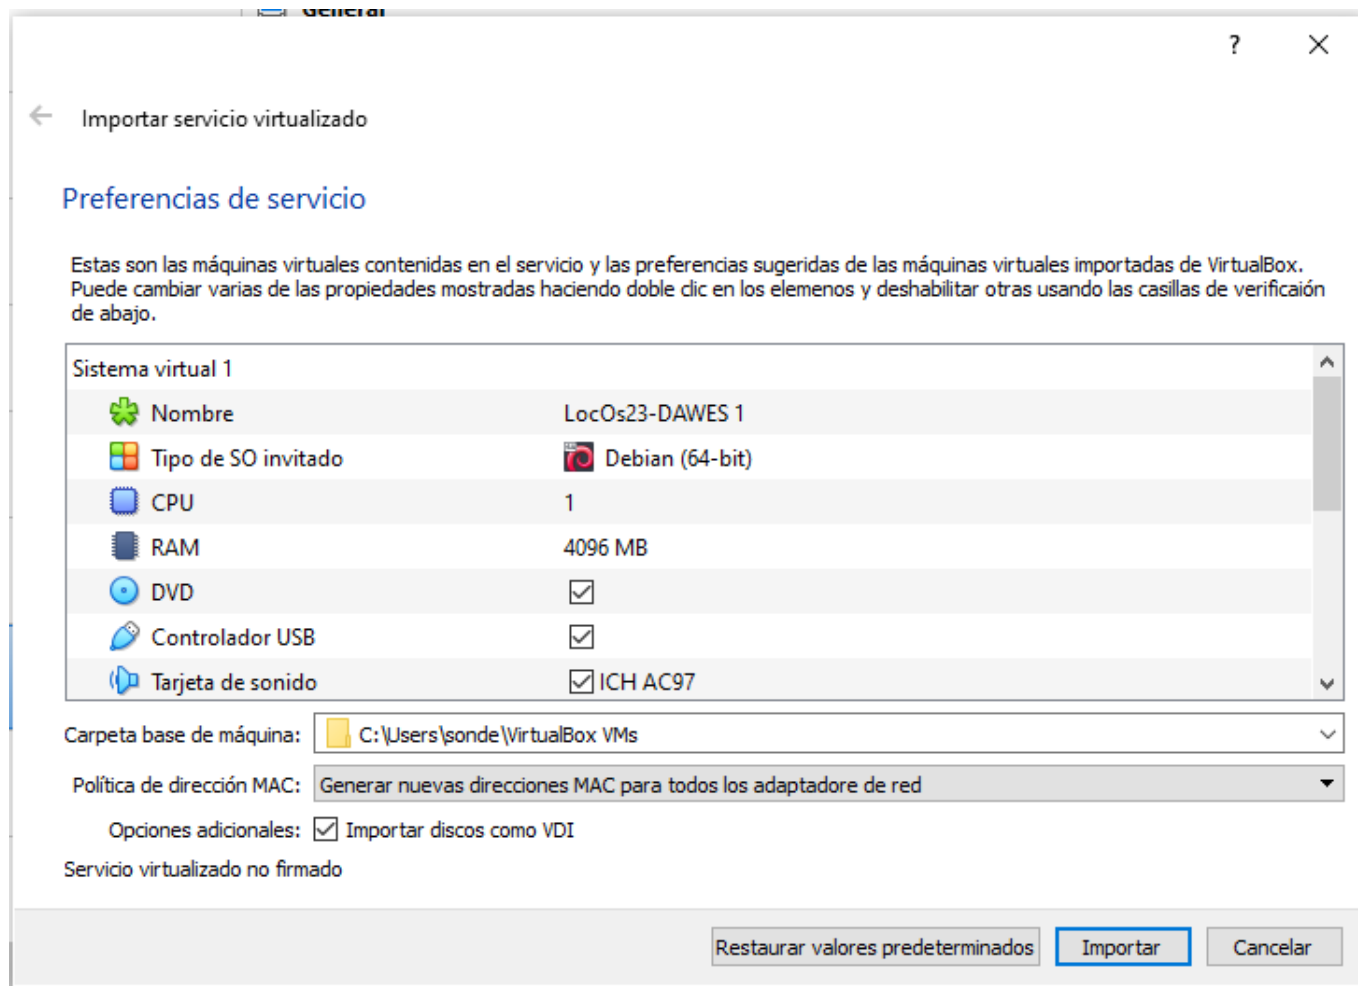 General
?
Importar servicio virtualizado
Preferencias de servicio
Estas son las máquinas virtuales contenidas en el servicio y las preferencias sugeridas de las máquinas virtuales importadas de VirtualBox.
Puede cambiar varias de las propiedades mostradas haciendo doble clic en los elemenos y deshabilitar otras usando las casillas de verificaión
de abajo.
Sistema virtual 1
Nombre LocOs23-DAWES 1
Tipo de SO invitado Debian (64-bit)
CPU 1
RAM 4096 MB
DVD
Controlador USB
Tarjeta de sonido ICH AC97
Carpeta base de máquina: C:\Users\sonde\VirtualBox VMs
Política de dirección MAC: Generar nuevas direcciones MAC para todos los adaptadore de red
Opciones adicionales: Importar discos como VDI
Servicio virtualizado no firmado
Restaurar valores predeterminados Importar Cancelar